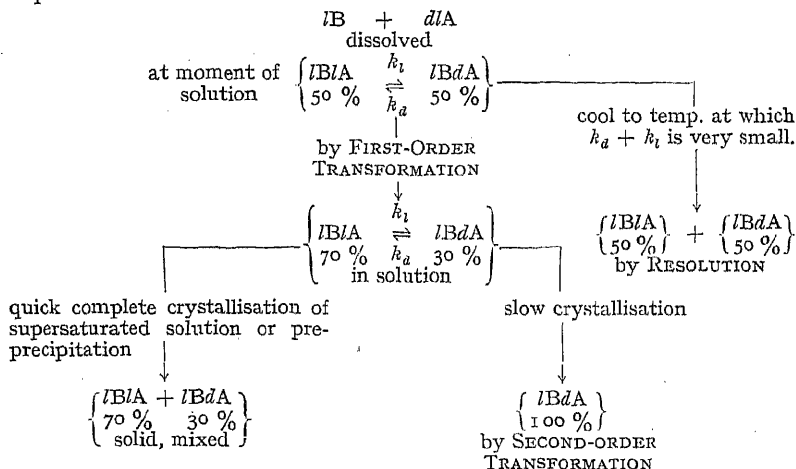 lB + dlA
dissolved
at moment of
solution
lBlA kₗ lBdA
50 % ⇌ 50 %
k_d
cool to temp. at which
k_d + kₗ is very small.
by FIRST-ORDER
TRANSFORMATION
kₗ
lBlA ⇌ lBdA
70 % k_d 30 %
in solution
{lBlA} + {lBdA}
{50 %} {50 %}
by RESOLUTION
quick complete crystallisation of
supersaturated solution or pre-
precipitation
slow crystallisation
lBlA + lBdA
70 % 30 %
solid, mixed
lBdA
100 %
by SECOND-ORDER
TRANSFORMATION